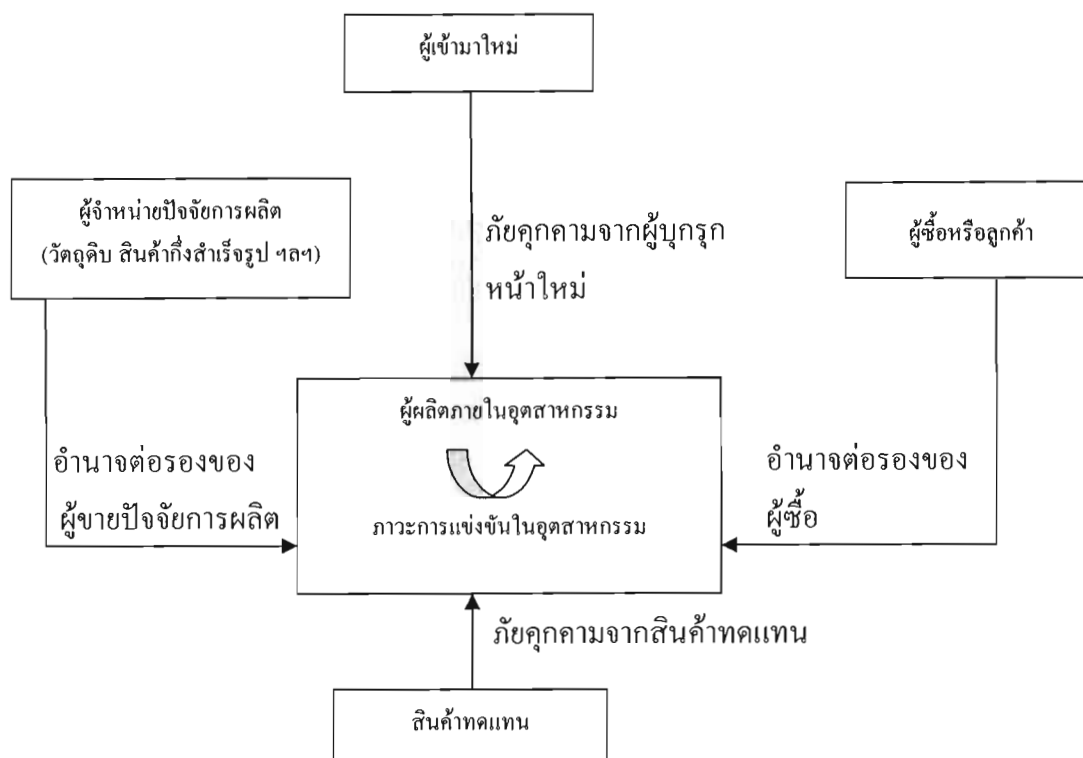 ผู้เข้ามาใหม่
ผู้จำหน่ายปัจจัยการผลิต
(วัตถุดิบ สินค้ากึ่งสำเร็จรูป ฯลฯ)
ภัยคุกคามจากผู้บุกรุก
หน้าใหม่
ผู้ซื้อหรือลูกค้า
ผู้ผลิตภายในอุตสาหกรรม
อำนาจต่อรองของ
ผู้ขายปัจจัยการผลิต
ภาวะการแข่งขันในอุตสาหกรรม
อำนาจต่อรองของ
ผู้ซื้อ
ภัยคุกคามจากสินค้าทดแทน
สินค้าทดแทน